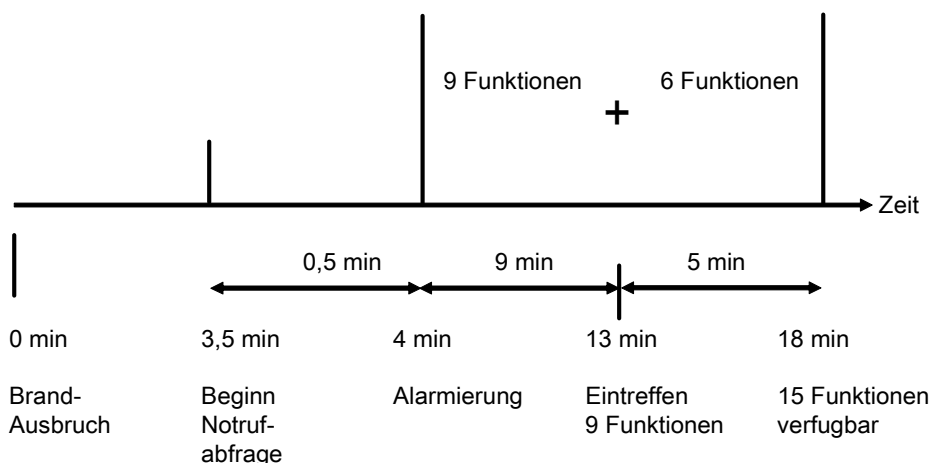 9 Funktionen
6 Funktionen
+
Zeit
0,5 min
9 min
5 min
0 min
3,5 min
4 min
13 min
18 min
Brand-
Ausbruch
Beginn
Notruf-
abfrage
Alarmierung
Eintreffen
9 Funktionen
15 Funktionen
verfugbar